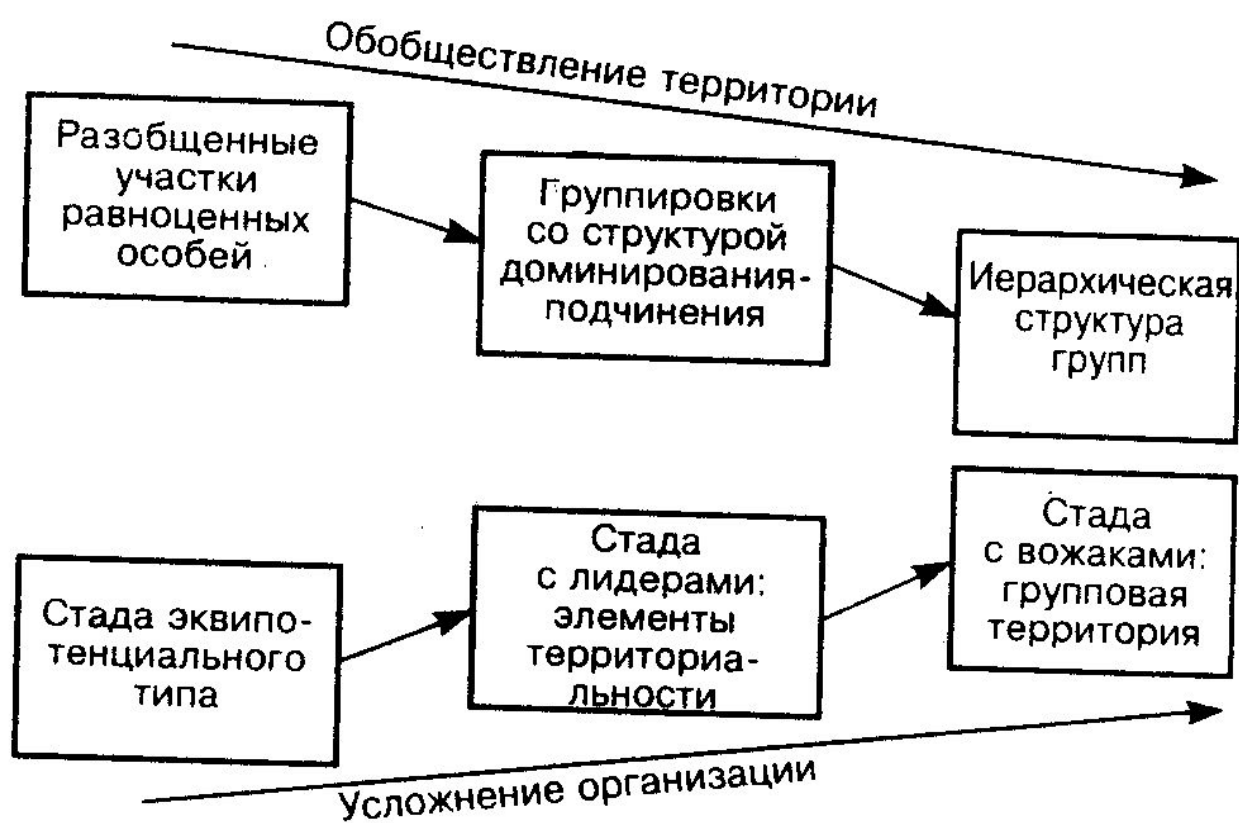 Обобществление территории
Разобщенные
участки
равноценных
особей
Группировки
со структурой
доминирования-
подчинения
Иерархическая
структура
групп
Стада эквипо-
тенциального
типа
Стада
с лидерами:
элементы
территориа-
льности
Стада
с вожаками:
групповая
территория
Усложнение организации